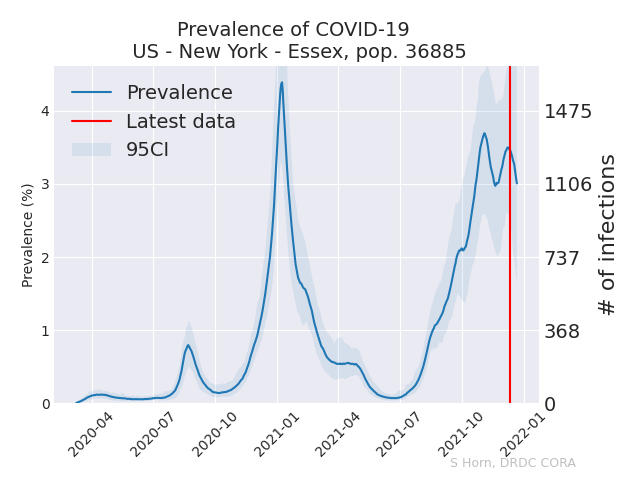 Prevalence of COVID-19
US - New York - Essex, pop. 36885
Prevalence
Latest data
95CI
Prevalence (%)
4
3
2
1
0
1475
1106
737
368
0
# of infections
2020-04
2020-07
2020-10
2021-01
2021-04
2021-07
2021-10
2022-01
S Horn, DRDC CORA